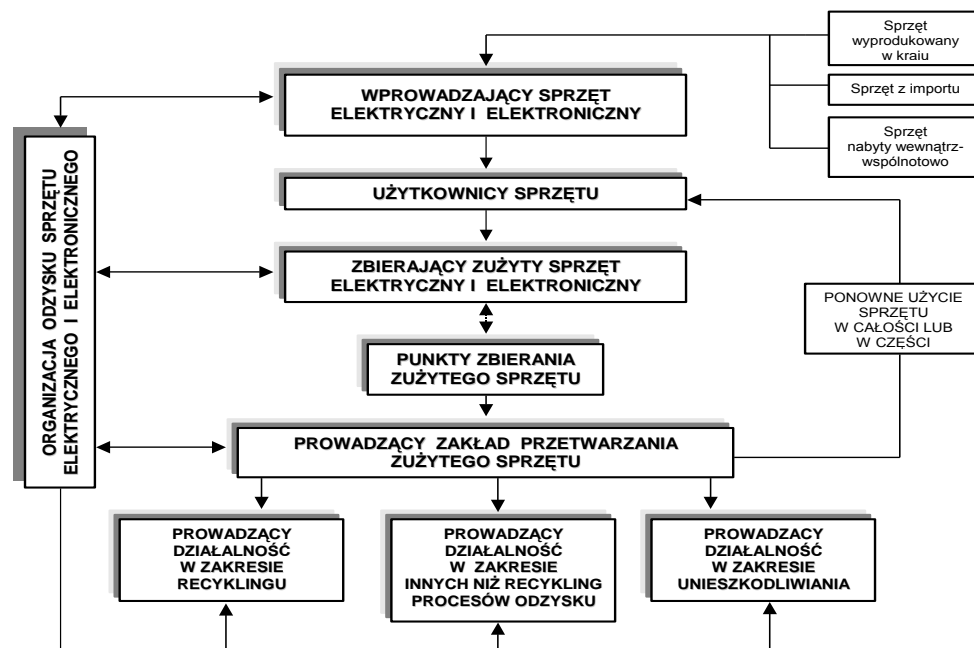 Sprzęt
wyprodukowany
w kraiu
Sprzęt z importu
Sprzęt
nabyty wewnątrz-
wspólnotowo
WPROWADZAJĄCY SPRZĘT
ELEKTRYCZNY I ELEKTRONICZNY
UŻYTKOWNICY SPRZĘTU
ZBIERAJĄCY ZUŻYTY SPRZĘT
ELEKTRYCZNY I ELEKTRONICZNY
ORGANIZACJA ODZYSKU SPRZĘTU
ELEKTRYCZNEGO I ELEKTRONICZNEGO
PONOWNE UŻYCIE
SPRZĘTU
W CAŁOŚCI LUB
W CZĘŚCI
PUNKTY ZBIERANIA
ZUŻYTEGO SPRZĘTU
PROWADZĄCY ZAKŁAD PRZETWARZANIA
ZUŻYTEGO SPRZĘTU
PROWADZĄCY
DZIAŁALNOŚĆ
W ZAKRESIE
RECYKLINGU
PROWADZĄCY
DZIAŁALNOŚĆ
W ZAKRESIE
INNYCH NIŻ RECYKLING
PROCESÓW ODZYSKU
PROWADZACY
DZIAŁALNOŚĆ
W ZAKRESIE
UNIESZKODLIWIANIA